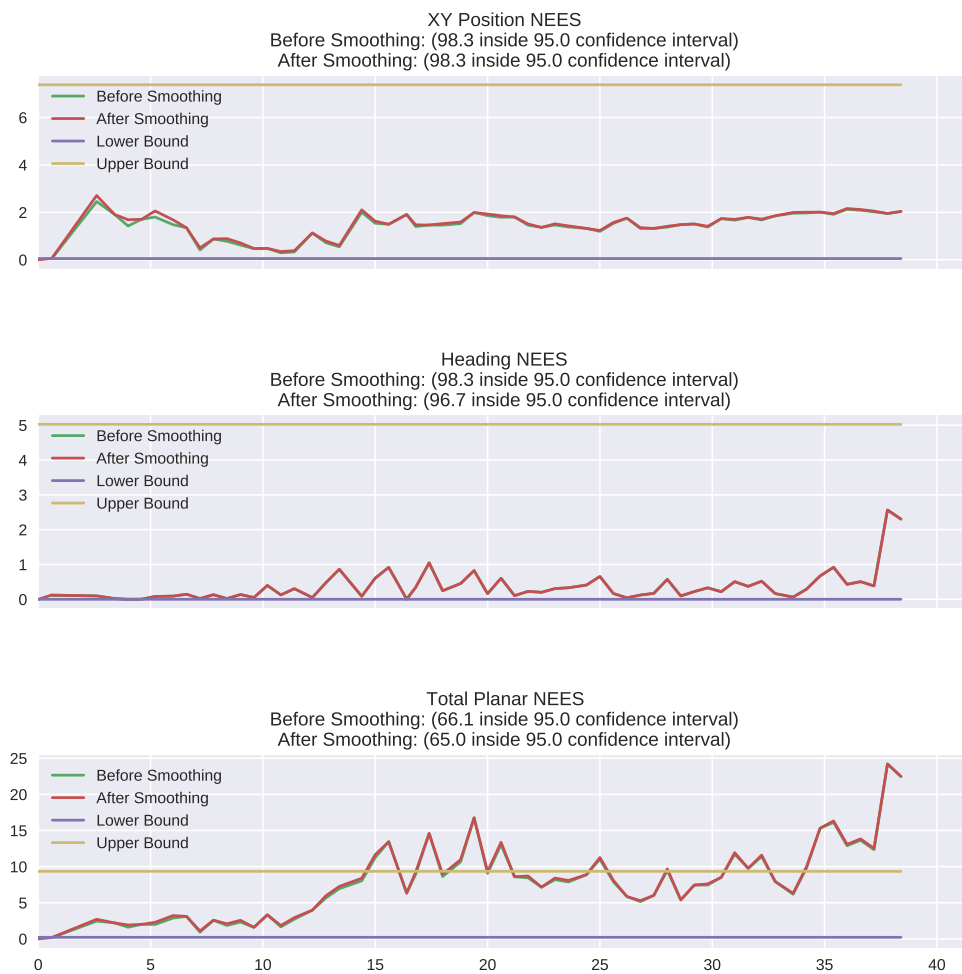 XY Position NEES
Before Smoothing: (98.3 inside 95.0 confidence interval)
After Smoothing: (98.3 inside 95.0 confidence interval)
Before Smoothing
After Smoothing
Lower Bound
Upper Bound
6
4
2
0
Heading NEES
Before Smoothing: (98.3 inside 95.0 confidence interval)
After Smoothing: (96.7 inside 95.0 confidence interval)
Before Smoothing
After Smoothing
Lower Bound
Upper Bound
5
4
3
2
1
0
Total Planar NEES
Before Smoothing: (66.1 inside 95.0 confidence interval)
After Smoothing: (65.0 inside 95.0 confidence interval)
Before Smoothing
After Smoothing
Lower Bound
Upper Bound
25
20
15
10
5
0
0 5 10 15 20 25 30 35 40